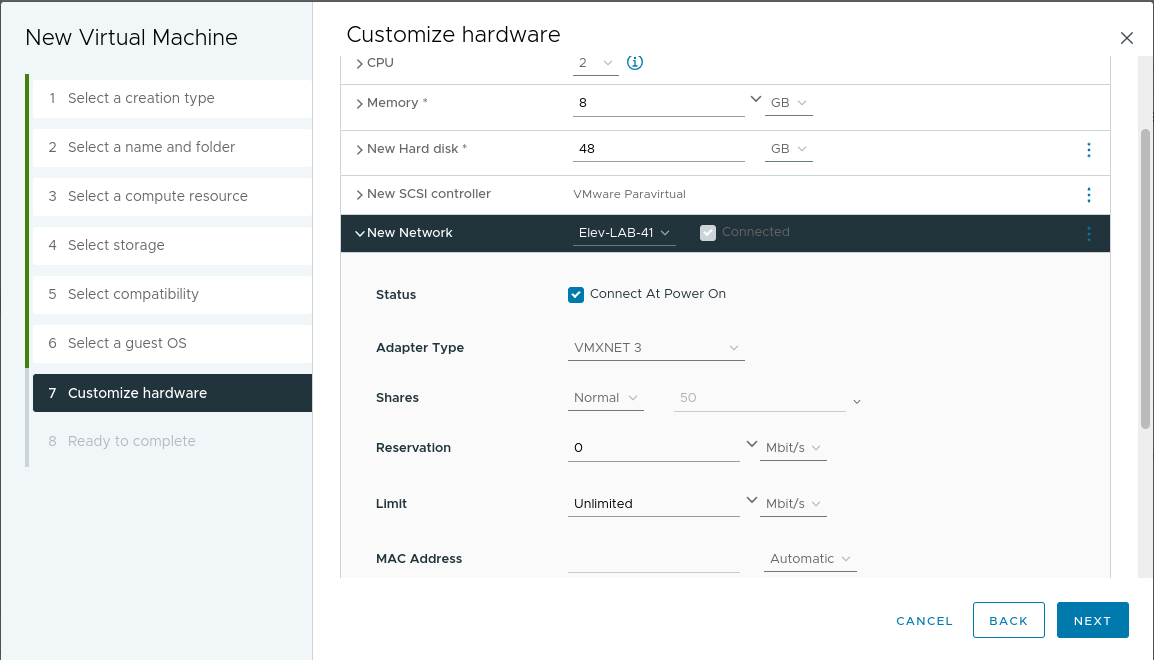 New Virtual Machine
1 Select a creation type
2 Select a name and folder
3 Select a compute resource
4 Select storage
5 Select compatibility
6 Select a guest OS
7 Customize hardware
8 Ready to complete
Customize hardware
CPU 2
Memory * 8 GB
New Hard disk * 48 GB
New SCSI controller VMware Paravirtual
New Network Elev-LAB-41 Connected
Status Connect At Power On
Adapter Type VMXNET 3
Shares Normal 50
Reservation 0 Mbit/s
Limit Unlimited Mbit/s
MAC Address Automatic
CANCEL BACK NEXT